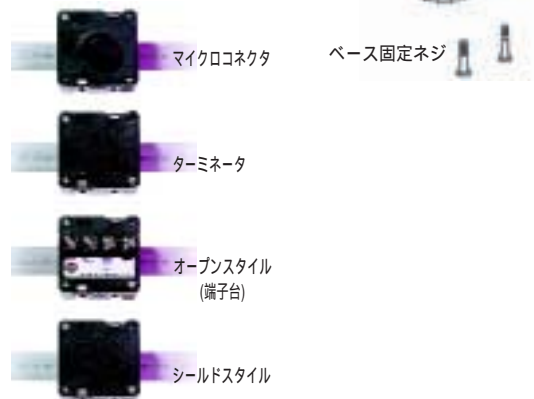 マイクロコネクタ
ベース固定ネジ
ターミネータ
オープンスタイル
(端子台)
シールドスタイル